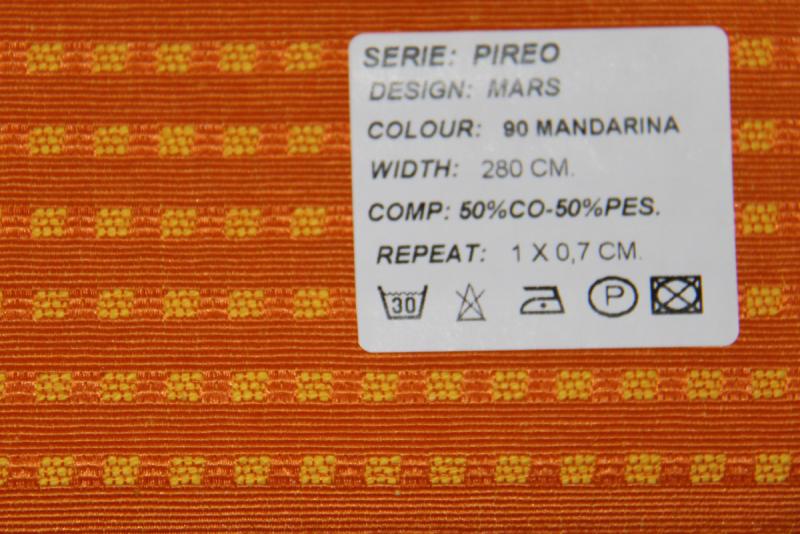 SERIE: PIREO
DESIGN: MARS
COLOUR: 90 MANDARINA
WIDTH: 280 CM.
COMP: 50%CO-50%PES.
REPEAT: 1 X 0,7 CM.
30 P